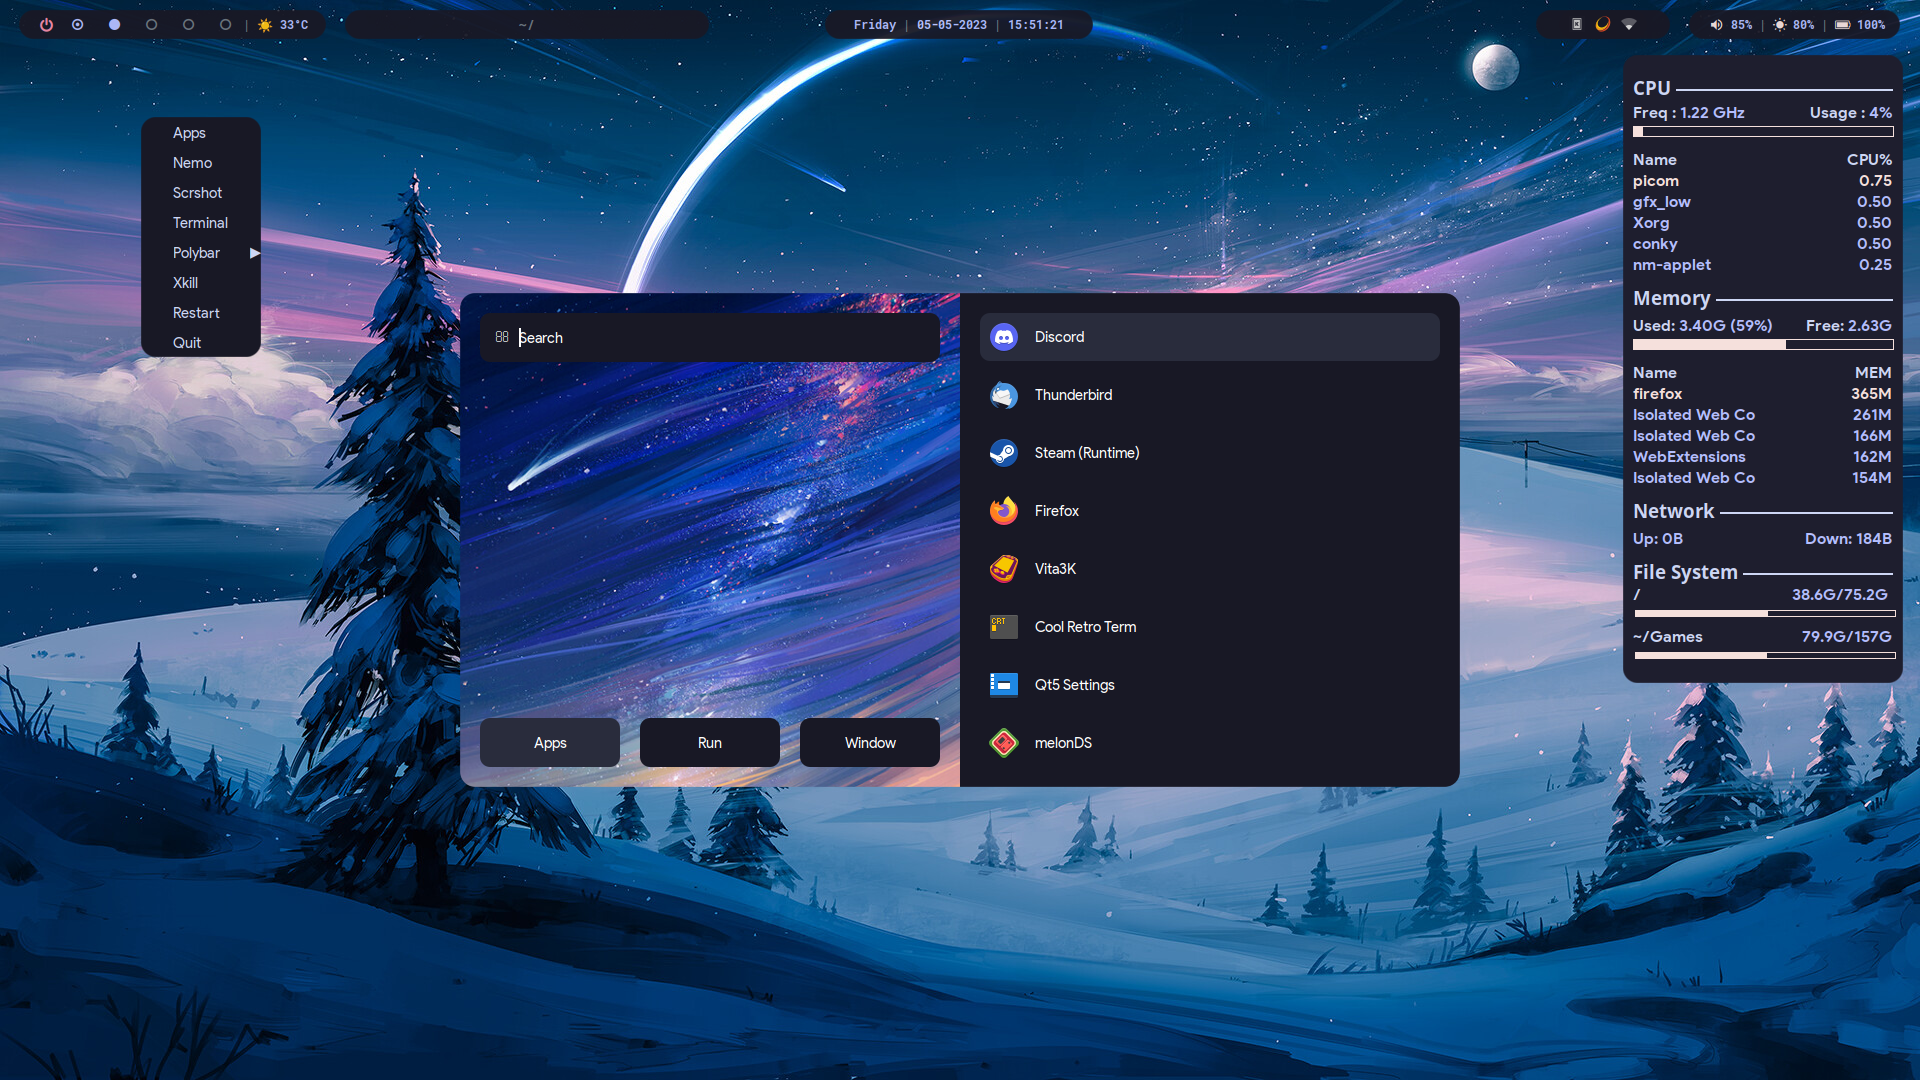 33°C
~/
Friday | 05-05-2023 | 15:51:21
85% | 80% | 100%
Apps
Nemo
Scrshot
Terminal
Polybar
Xkill
Restart
Quit
Search
Apps
Run
Window
Discord
Thunderbird
Steam (Runtime)
Firefox
Vita3K
CRT
Cool Retro Term
Qt5 Settings
melonDS
CPU
Freq : 1.22 GHz Usage : 4%
Name CPU%
picom 0.75
gfx_low 0.50
Xorg 0.50
conky 0.50
nm-applet 0.25
Memory
Used: 3.40G (59%) Free: 2.63G
Name MEM
firefox 365M
Isolated Web Co 261M
Isolated Web Co 166M
WebExtensions 162M
Isolated Web Co 154M
Network
Up: 0B Down: 184B
File System
/ 38.6G/75.2G
~/Games 79.9G/157G